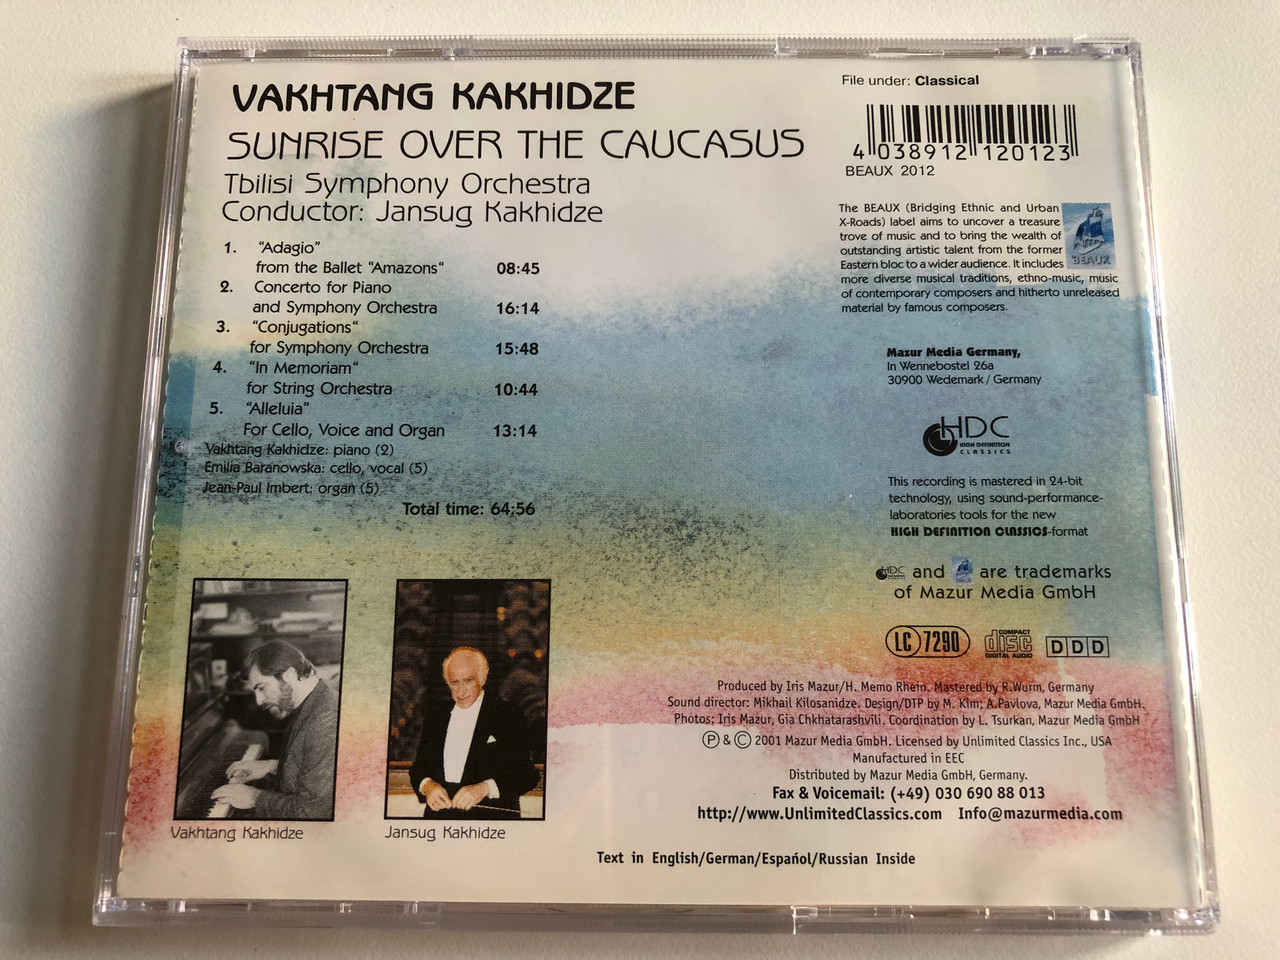 VAKHTANG KAKHIDZE
SUNRISE OVER THE CAUCASUS
Tbilisi Symphony Orchestra
Conductor: Jansug Kakhidze
1. "Adagio"
from the Ballet "Amazons" 08:45
2. Concerto for Piano
and Symphony Orchestra 16:14
3. "Conjugations"
for Symphony Orchestra 15:48
4. "In Memoriam"
for String Orchestra 10:44
5. "Alleluia"
For Cello, Voice and Organ 13:14
Vakhtang Kakhidze: piano (2)
Emilia Baranowska: cello, vocal (5)
Jean-Paul Imbert: organ (5)
Total time: 64:56
Vakhtang Kakhidze
Jansug Kakhidze
File under: Classical
4 038912 120123
BEAUX 2012
The BEAUX (Bridging Ethnic and Urban
X-Roads) label aims to uncover a treasure
trove of music and to bring the wealth of
outstanding artistic talent from the former
Eastern bloc to a wider audience. It includes
more diverse musical traditions, ethno-music, music
of contemporary composers and hitherto unreleased
material by famous composers.
BEAUX
Mazur Media Germany,
In Wennebostel 26a
30900 Wedemark / Germany
HDC
HIGH DEFINITION
CLASSICS
This recording is mastered in 24-bit
technology, using sound-performance-
laboratories tools for the new
HIGH DEFINITION CLASSICS-format
HDC and BEAUX are trademarks
of Mazur Media GmbH
LC 7290 COMPACT disc DIGITAL AUDIO DDD
Produced by Iris Mazur/H. Memo Rhein. Mastered by R.Wurm, Germany
Sound director: Mikhail Kilosanidze. Design/DTP by M. Kim; A.Pavlova, Mazur Media GmbH.
Photos; Iris Mazur, Gia Chkhatarashvili. Coordination by L. Tsurkan, Mazur Media GmbH
Ⓟ & © 2001 Mazur Media GmbH. Licensed by Unlimited Classics Inc., USA
Manufactured in EEC
Distributed by Mazur Media GmbH, Germany.
Fax & Voicemail: (+49) 030 690 88 013
http://www.UnlimitedClassics.com Info@mazurmedia.com
Text in English/German/Español/Russian Inside